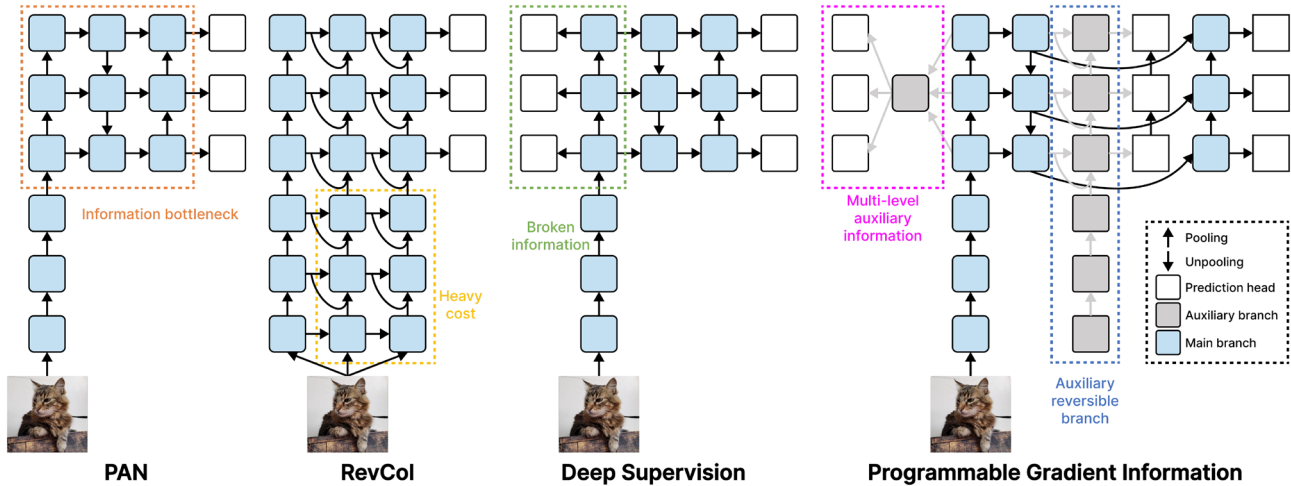 Information bottleneck
PAN
Heavy
cost
RevCol
Broken
information
Deep Supervision
Multi-level
auxiliary
information
Auxiliary
reversible
branch
Pooling
Unpooling
Prediction head
Auxiliary branch
Main branch
Programmable Gradient Information